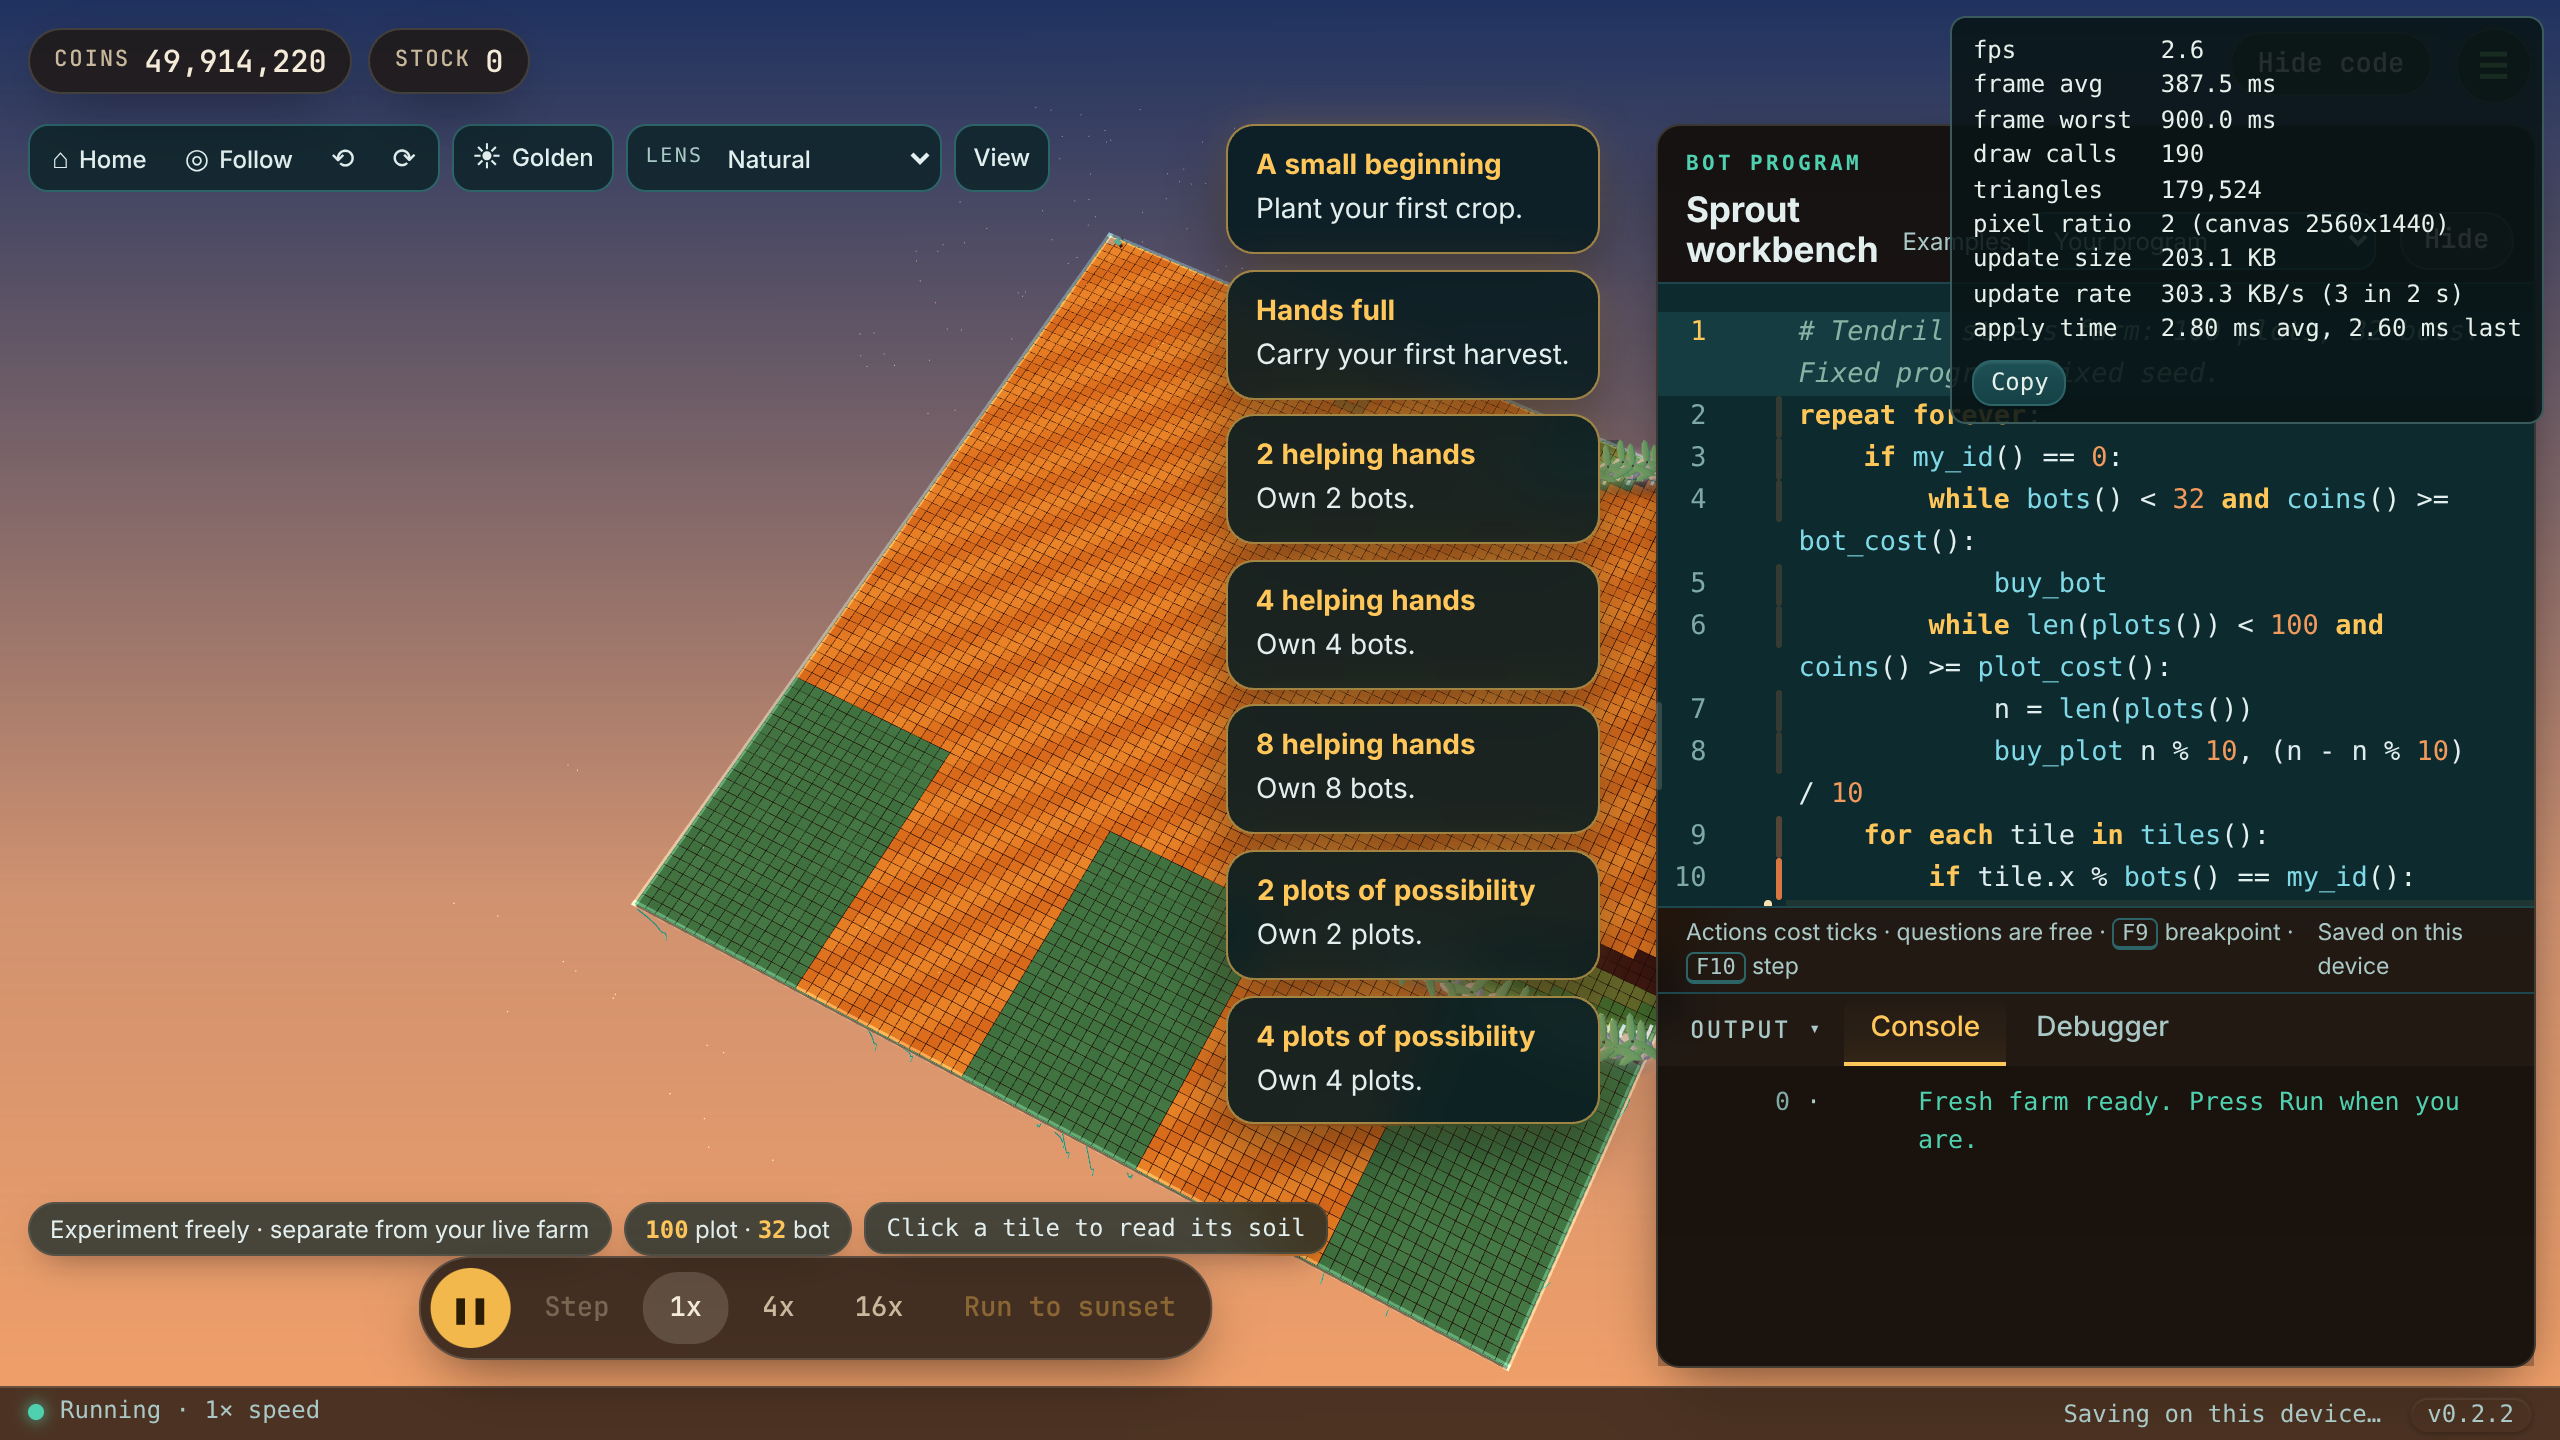 COINS 49,914,220
STOCK 0
⌂ Home ◎ Follow ⟲ ⟳
☀ Golden
LENS Natural
View
A small beginning
Plant your first crop.
Hands full
Carry your first harvest.
2 helping hands
Own 2 bots.
4 helping hands
Own 4 bots.
8 helping hands
Own 8 bots.
2 plots of possibility
Own 2 plots.
4 plots of possibility
Own 4 plots.
fps 2.6
frame avg 387.5 ms
frame worst 900.0 ms
draw calls 190
triangles 179,524
pixel ratio 2 (canvas 2560x1440)
update size 203.1 KB
update rate 303.3 KB/s (3 in 2 s)
apply time 2.80 ms avg, 2.60 ms last
Copy
Hide code
BOT PROGRAM
Sprout
workbench
Examples
Your program
Hide
1 # Tendril
Fixed seed.
2 repeat forever:
3 if my_id() == 0:
4 while bots() < 32 and coins() >=
bot_cost():
5 buy_bot
6 while len(plots()) < 100 and
coins() >= plot_cost():
7 n = len(plots())
8 buy_plot n % 10, (n - n % 10)
/ 10
9 for each tile in tiles():
10 if tile.x % bots() == my_id():
Actions cost ticks · questions are free · F9 breakpoint ·
F10 step
Saved on this
device
OUTPUT ▾ Console Debugger
0 · Fresh farm ready. Press Run when you
are.
Experiment freely · separate from your live farm
100 plot · 32 bot
Click a tile to read its soil
Step 1x 4x 16x Run to sunset
Running · 1× speed
Saving on this device…
v0.2.2